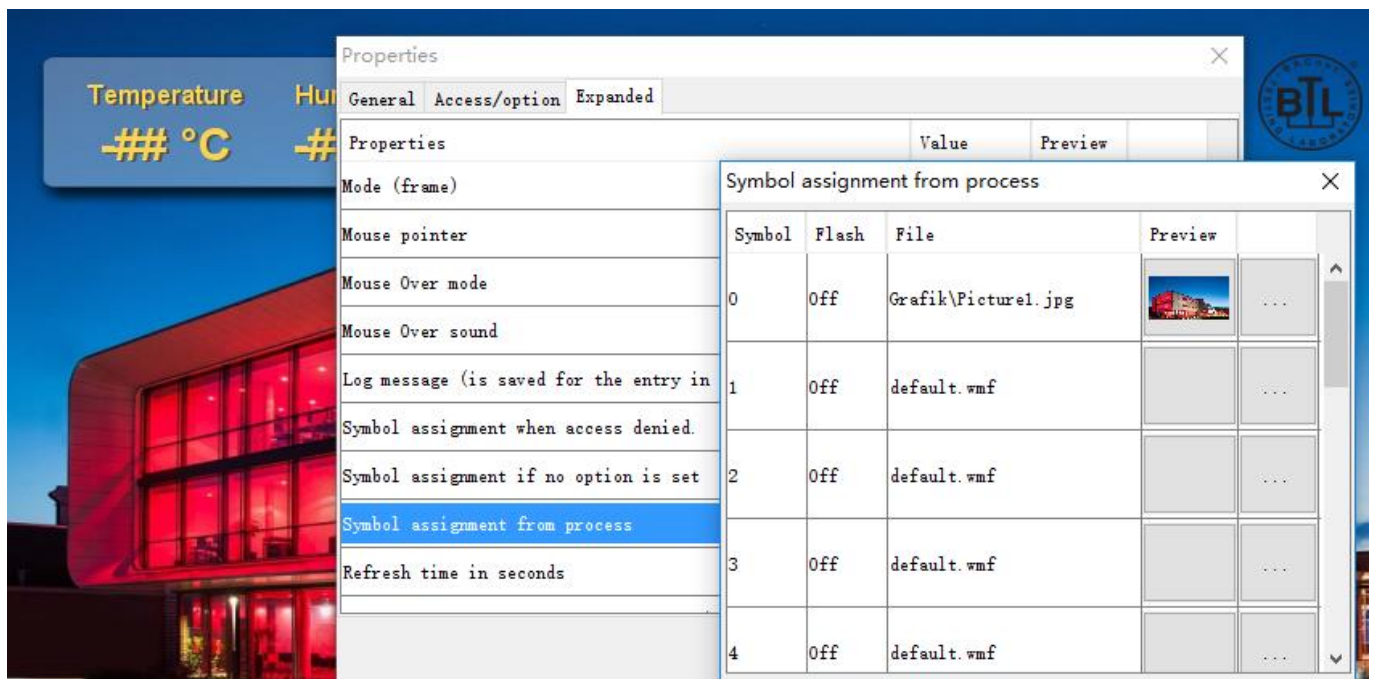 Temperature
-## °C
Hu
-#
Properties
General Access/option Expanded
Properties Value Preview
Mode (frame)
Mouse pointer
Mouse Over mode
Mouse Over sound
Log message (is saved for the entry in
Symbol assignment when access denied.
Symbol assignment if no option is set
Symbol assignment from process
Refresh time in seconds
Symbol assignment from process
Symbol Flash File Preview
0 Off Grafik\Picture1.jpg ...
1 Off default.wmf ...
2 Off default.wmf ...
3 Off default.wmf ...
4 Off default.wmf ...
BTL